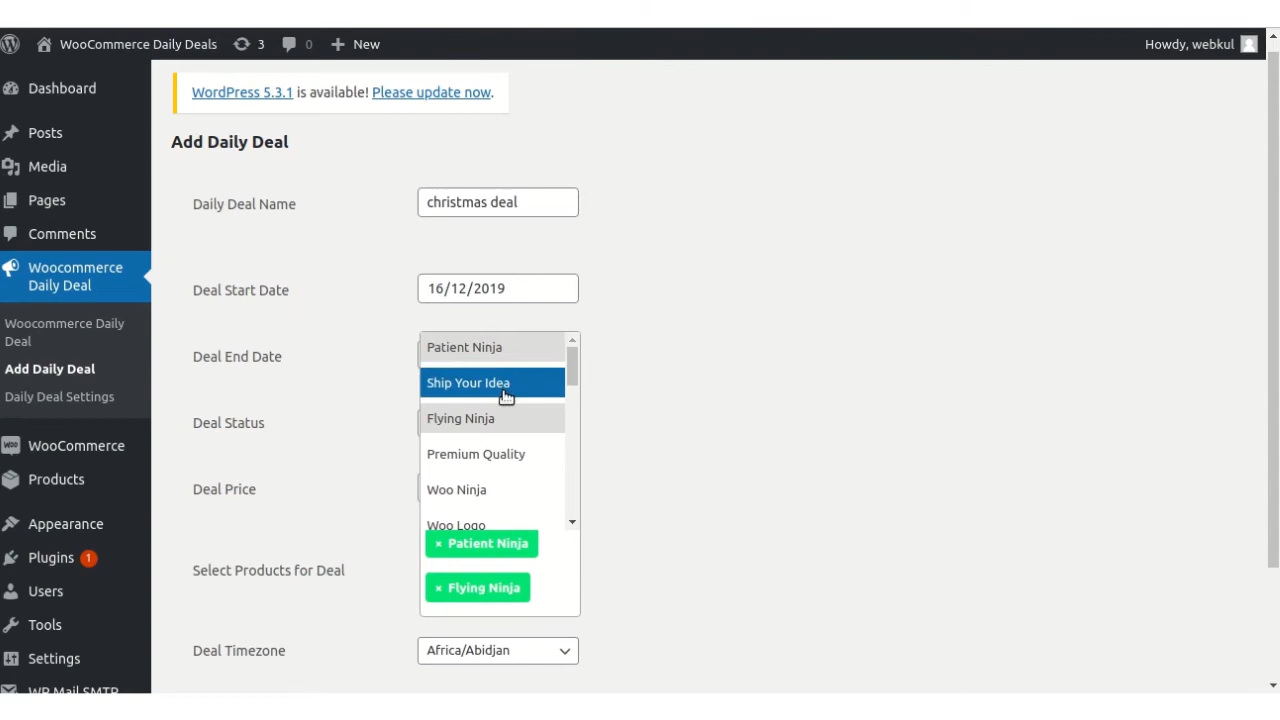 WooCommerce Daily Deals 3 0 + New Howdy, webkul
WordPress 5.3.1 is available! Please update now.
Add Daily Deal
Dashboard
Posts
Media
Pages
Comments
Woocommerce
Daily Deal
Woocommerce Daily
Deal
Add Daily Deal
Daily Deal Settings
WooCommerce
Products
Appearance
Plugins 1
Users
Tools
Settings
WP Mail SMTP
Daily Deal Name christmas deal
Deal Start Date 16/12/2019
Deal End Date
Deal Status
Deal Price
Patient Ninja
Ship Your Idea
Flying Ninja
Premium Quality
Woo Ninja
Woo Logo
Select Products for Deal
× Patient Ninja
× Flying Ninja
Deal Timezone Africa/Abidjan